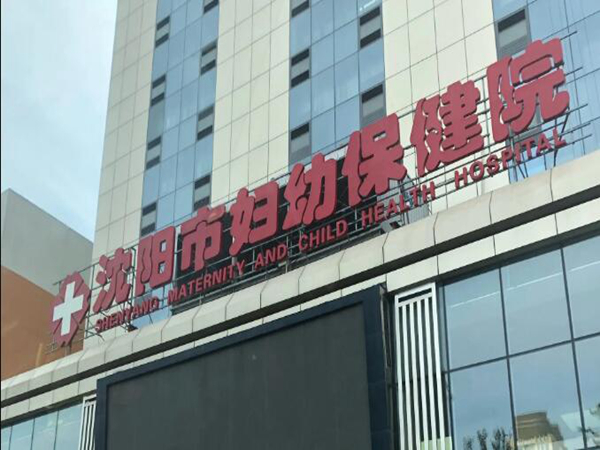 沈阳市妇幼保健院
SHENYANG MATERNITY AND CHILD HEALTH HOSPITAL